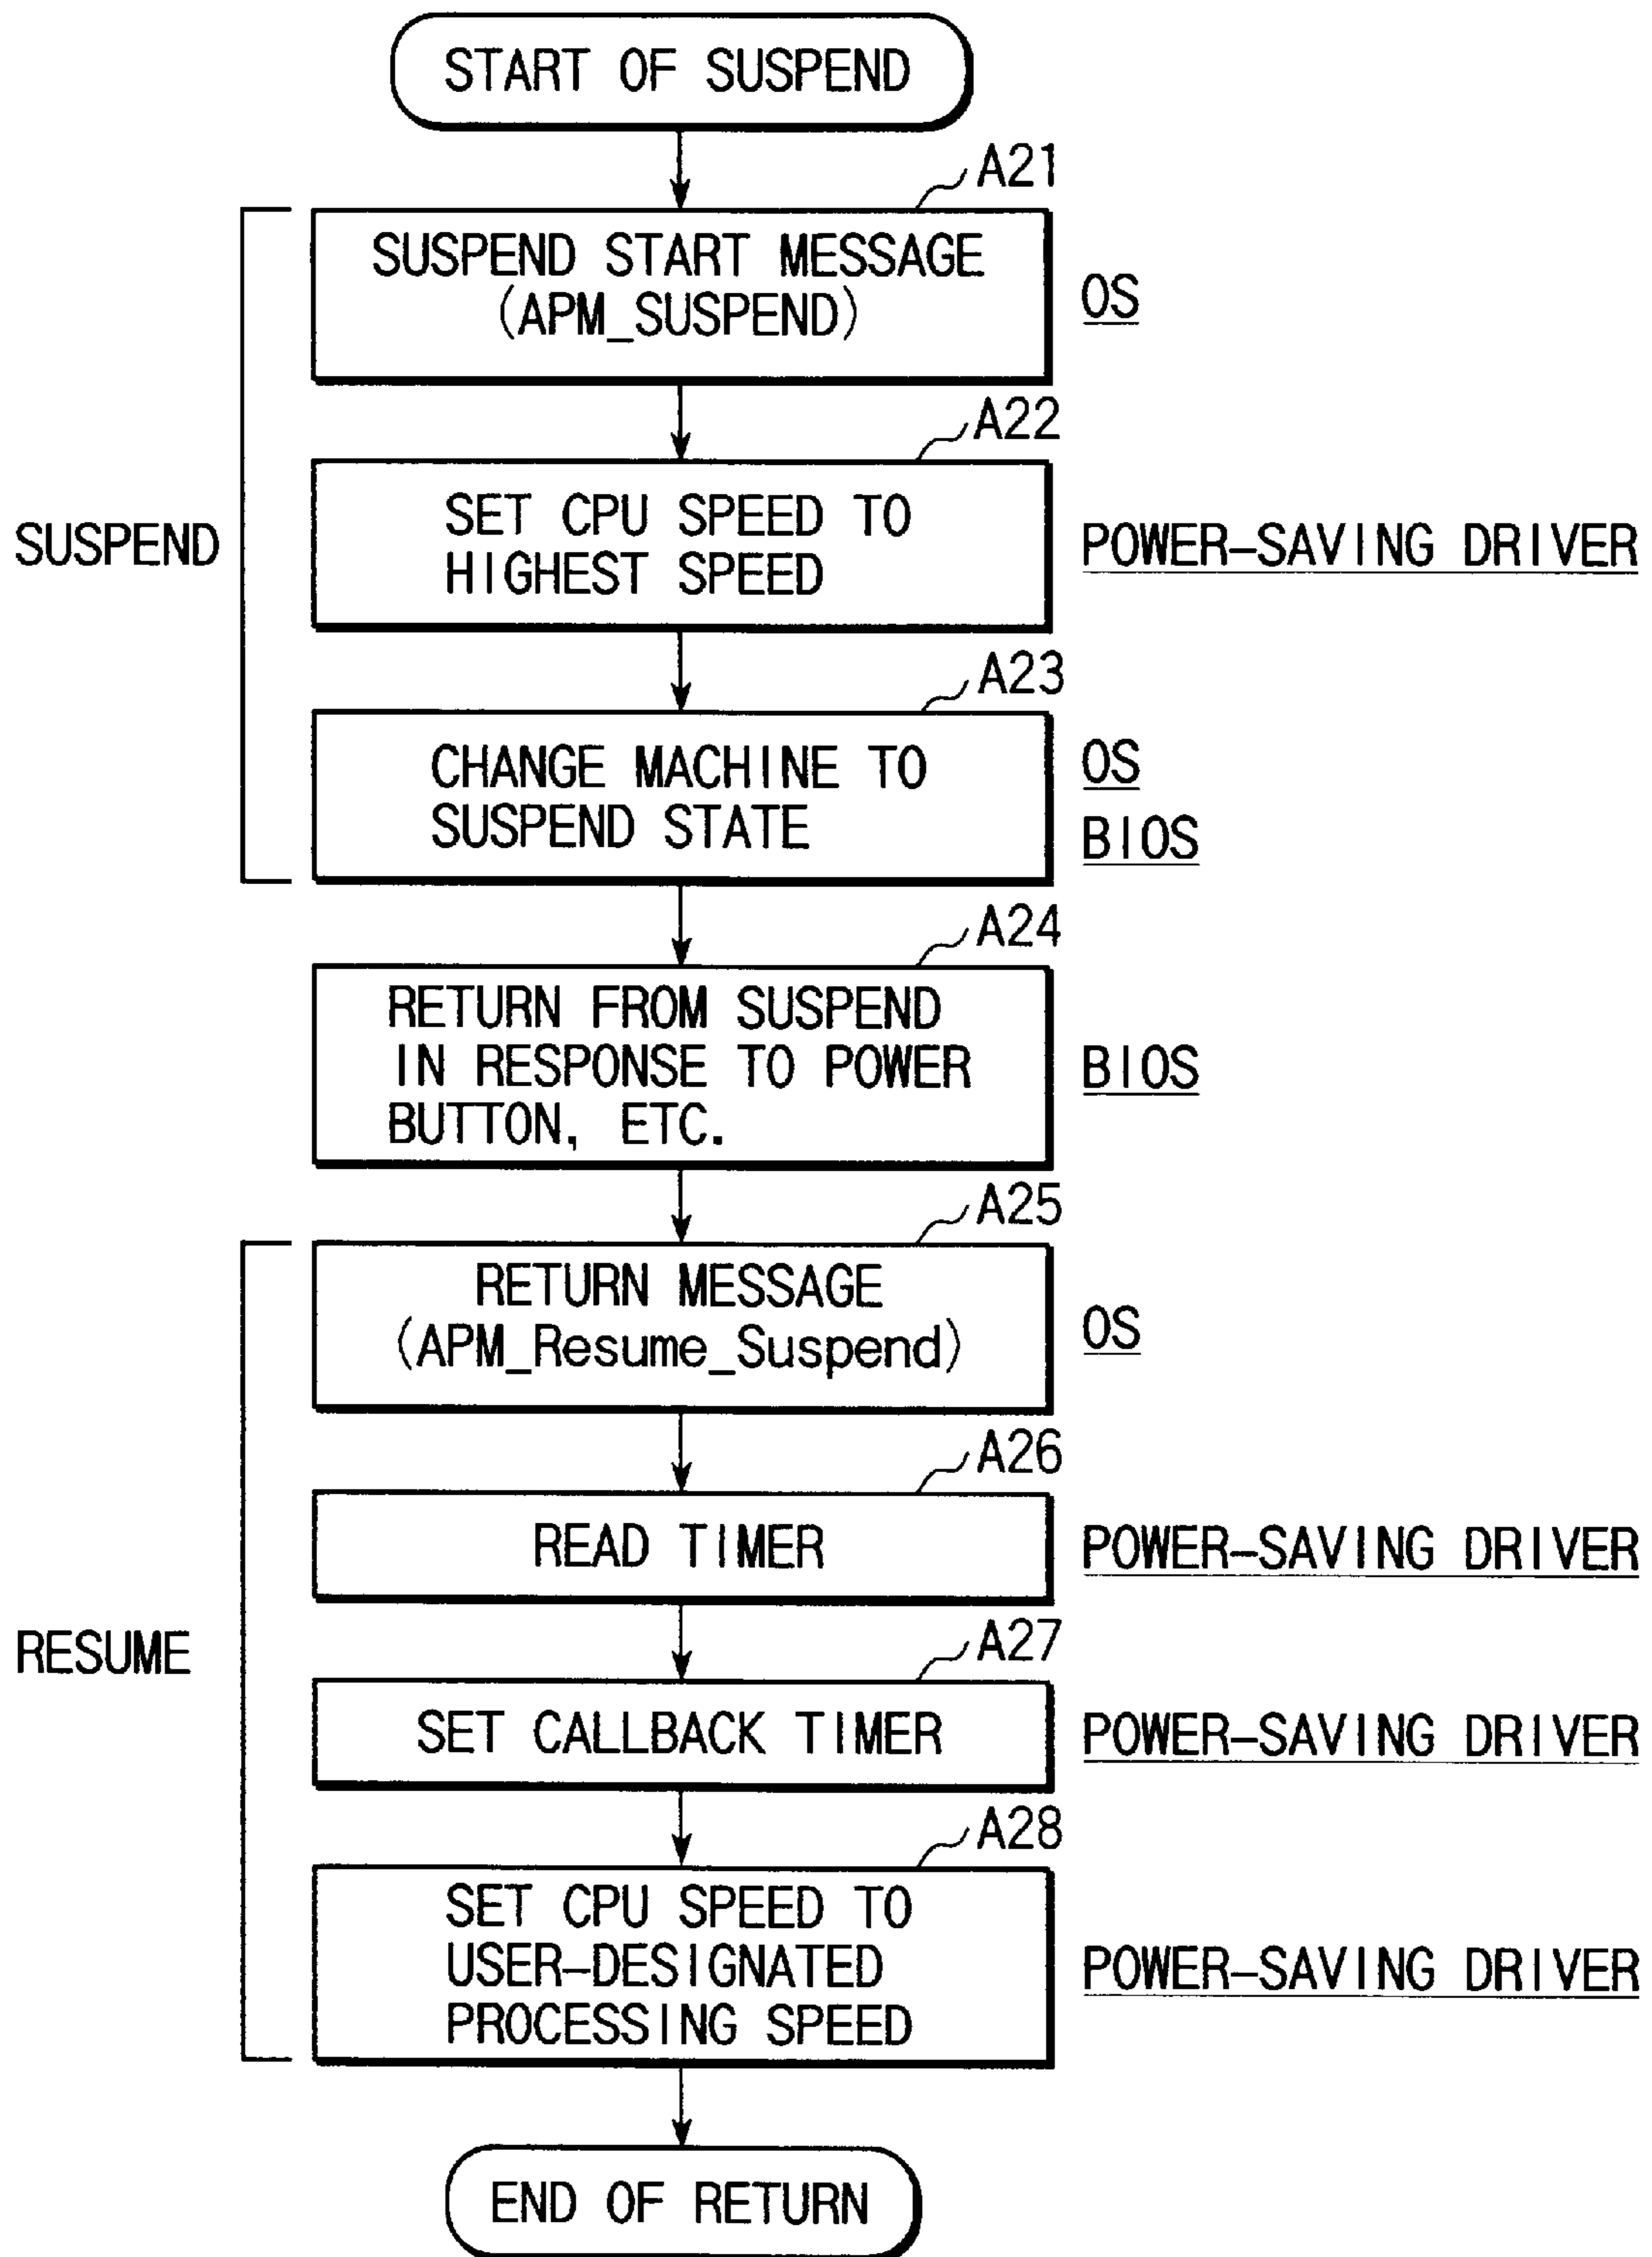 START OF SUSPEND
A21
SUSPEND START MESSAGE
(APM_SUSPEND)
OS
A22
SET CPU SPEED TO
HIGHEST SPEED
SUSPEND
POWER-SAVING DRIVER
A23
CHANGE MACHINE TO
SUSPEND STATE
OS
BIOS
A24
RETURN FROM SUSPEND
IN RESPONSE TO POWER
BUTTON, ETC.
BIOS
A25
RETURN MESSAGE
(APM_Resume_Suspend)
OS
A26
READ TIMER
POWER-SAVING DRIVER
RESUME
A27
SET CALLBACK TIMER
POWER-SAVING DRIVER
A28
SET CPU SPEED TO
USER-DESIGNATED
PROCESSING SPEED
POWER-SAVING DRIVER
END OF RETURN